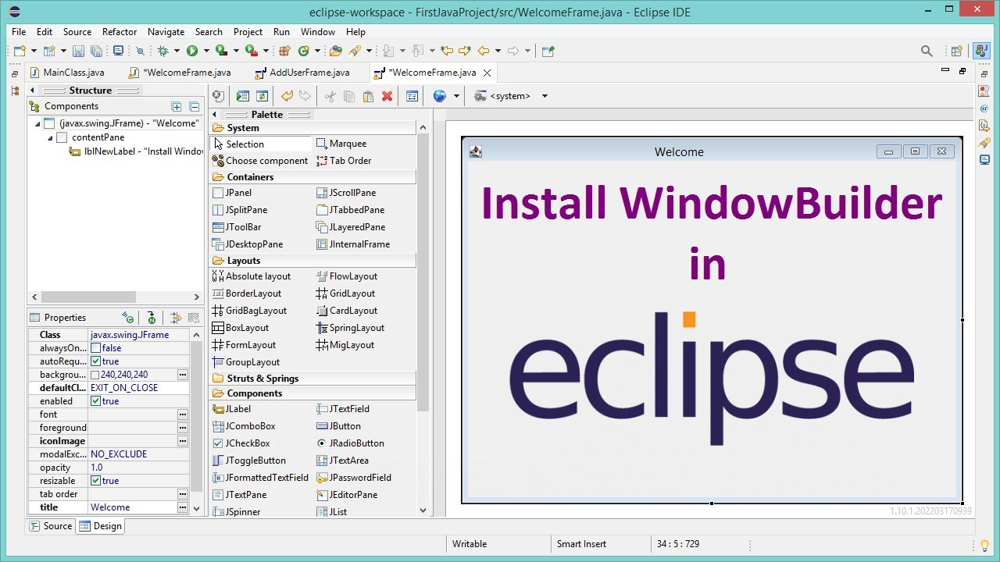 eclipse-workspace - FirstJavaProject/src/WelcomeFrame.java - Eclipse IDE
File Edit Source Refactor Navigate Search Project Run Window Help
MainClass.java *WelcomeFrame.java AddUserFrame.java *WelcomeFrame.java
Structure
Components
(javax.swing.JFrame) - "Welcome"
contentPane
lblNewLabel - "Install Window
Properties
Class javax.swing.JFrame
alwaysOn... false
autoRequ... true
backgrou... 240,240,240
defaultCl... EXIT_ON_CLOSE
enabled true
font
foreground
iconImage
modalExc... NO_EXCLUDE
opacity 1.0
resizable true
tab order
title Welcome
<system>
Palette
System
Selection Marquee
Choose component Tab Order
Containers
JPanel JScrollPane
JSplitPane JTabbedPane
JToolBar JLayeredPane
JDesktopPane JInternalFrame
Layouts
Absolute layout FlowLayout
BorderLayout GridLayout
GridBagLayout CardLayout
BoxLayout SpringLayout
FormLayout MigLayout
GroupLayout
Struts & Springs
Components
JLabel JTextField
JComboBox JButton
JCheckBox JRadioButton
JToggleButton JTextArea
JFormattedTextField JPasswordField
JTextPane JEditorPane
JSpinner JList
Welcome
Install WindowBuilder
in
eclipse
1.10.1.202203170939
Source Design
Writable Smart Insert 34 : 5 : 729